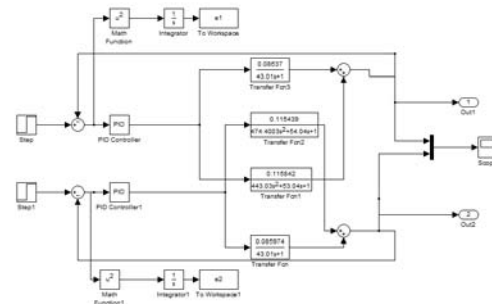 u²
Math
Function
1
s
Integrator
e1
To Workspace
Step
PID
PID Controller
0.08537
43.01s+1
Transfer Fcn3
0.115439
474.4003s²+54.04s+1
Transfer Fcn2
1
Out1
Scope
Step1
PID
PID Controller1
0.115842
443.03s²+53.04s+1
Transfer Fcn1
2
Out2
0.085974
43.01s+1
Transfer Fcn
u²
Math
Function1
1
s
Integrator1
e2
To Workspace1